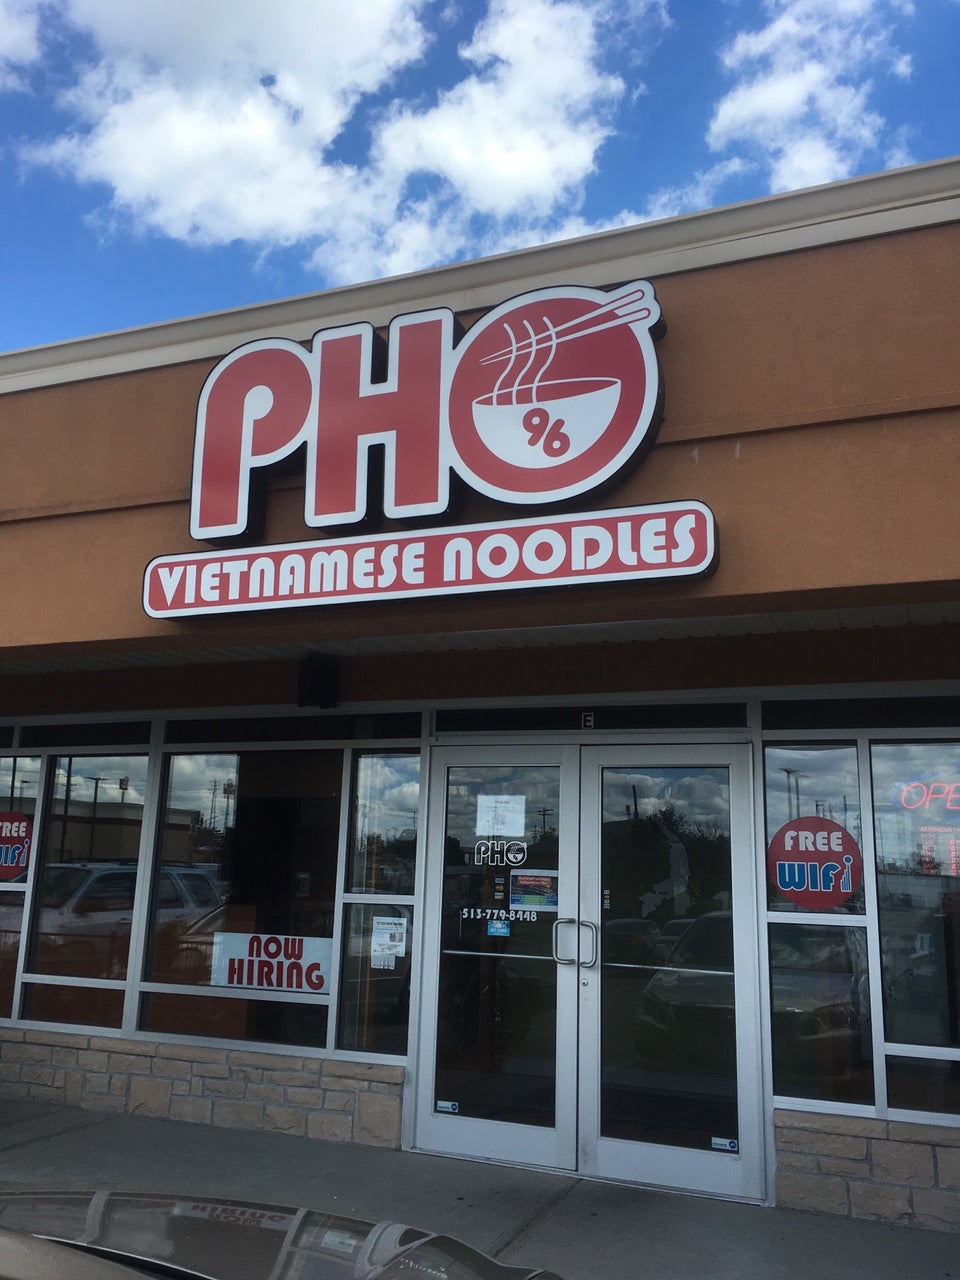 PHO
96
VIETNAMESE NOODLES
E
FREE
WIFI
PHO
513-779-8448
NOW
HIRING
FREE
WIFI
OPE